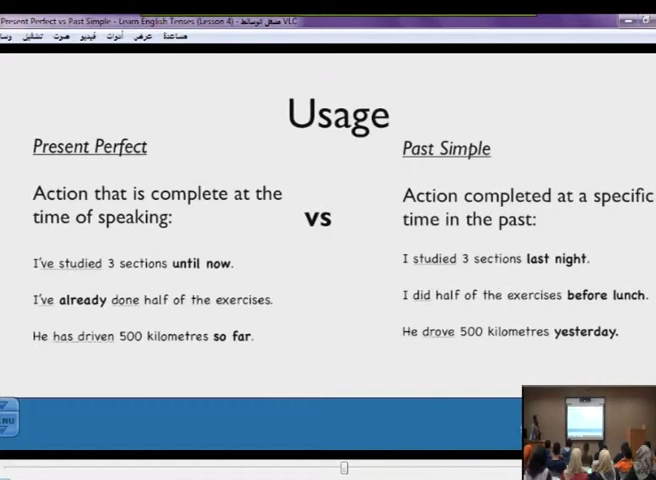 Present Perfect vs Past Simple - Learn English Tenses (Lesson 4) - مشغل الوسائط VLC
مساعدة عرض أدوات فيديو صوت تشغيل وسا
Usage
Present Perfect
Action that is complete at the
time of speaking:
I've studied 3 sections until now.
I've already done half of the exercises.
He has driven 500 kilometres so far.
vs
Past Simple
Action completed at a specific
time in the past:
I studied 3 sections last night.
I did half of the exercises before lunch.
He drove 500 kilometres yesterday.
NU